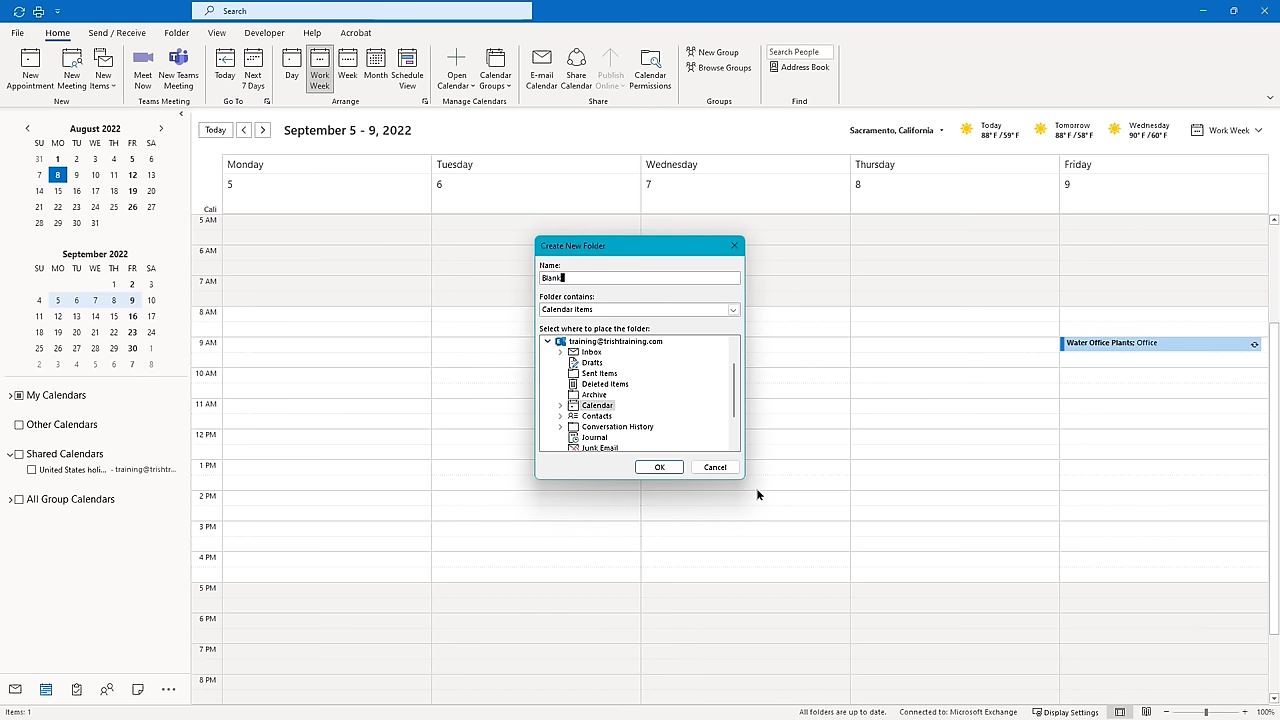 Search
File Home Send / Receive Folder View Developer Help Acrobat
New Appointment
New Meeting
New Items
Meet Now
New Teams Meeting
Today
Next 7 Days
Day
Work Week
Week
Month
Schedule View
Open Calendar
Calendar Groups
E-mail Calendar
Share Calendar
Publish Online
Calendar Permissions
New Group
Browse Groups
Search People
Address Book
New Teams Meeting Go To Arrange Manage Calendars Share Groups Find
August 2022
SU MO TU WE TH FR SA
31 1 2 3 4 5 6
7 8 9 10 11 12 13
14 15 16 17 18 19 20
21 22 23 24 25 26 27
28 29 30 31
September 2022
SU MO TU WE TH FR SA
1 2 3
4 5 6 7 8 9 10
11 12 13 14 15 16 17
18 19 20 21 22 23 24
25 26 27 28 29 30 1
2 3 4 5 6 7 8
My Calendars
Other Calendars
Shared Calendars
United States holi... - training@trishtr...
All Group Calendars
Today September 5 - 9, 2022
Sacramento, California
Today
88°F/59°F
Tomorrow
88°F/58°F
Wednesday
90°F/60°F
Work Week
Monday Tuesday Wednesday Thursday Friday
5 6 7 8 9
Cali
5 AM
6 AM
7 AM
8 AM
9 AM
10 AM
11 AM
12 PM
1 PM
2 PM
3 PM
4 PM
5 PM
6 PM
7 PM
8 PM
Water Office Plants; Office
Create New Folder
Name:
Blank
Folder contains:
Calendar Items
Select where to place the folder:
training@trishtraining.com
Inbox
Drafts
Sent Items
Deleted Items
Archive
Calendar
Contacts
Conversation History
Journal
Junk Email
OK Cancel
Items: 1
All folders are up to date. Connected to: Microsoft Exchange Display Settings 100%